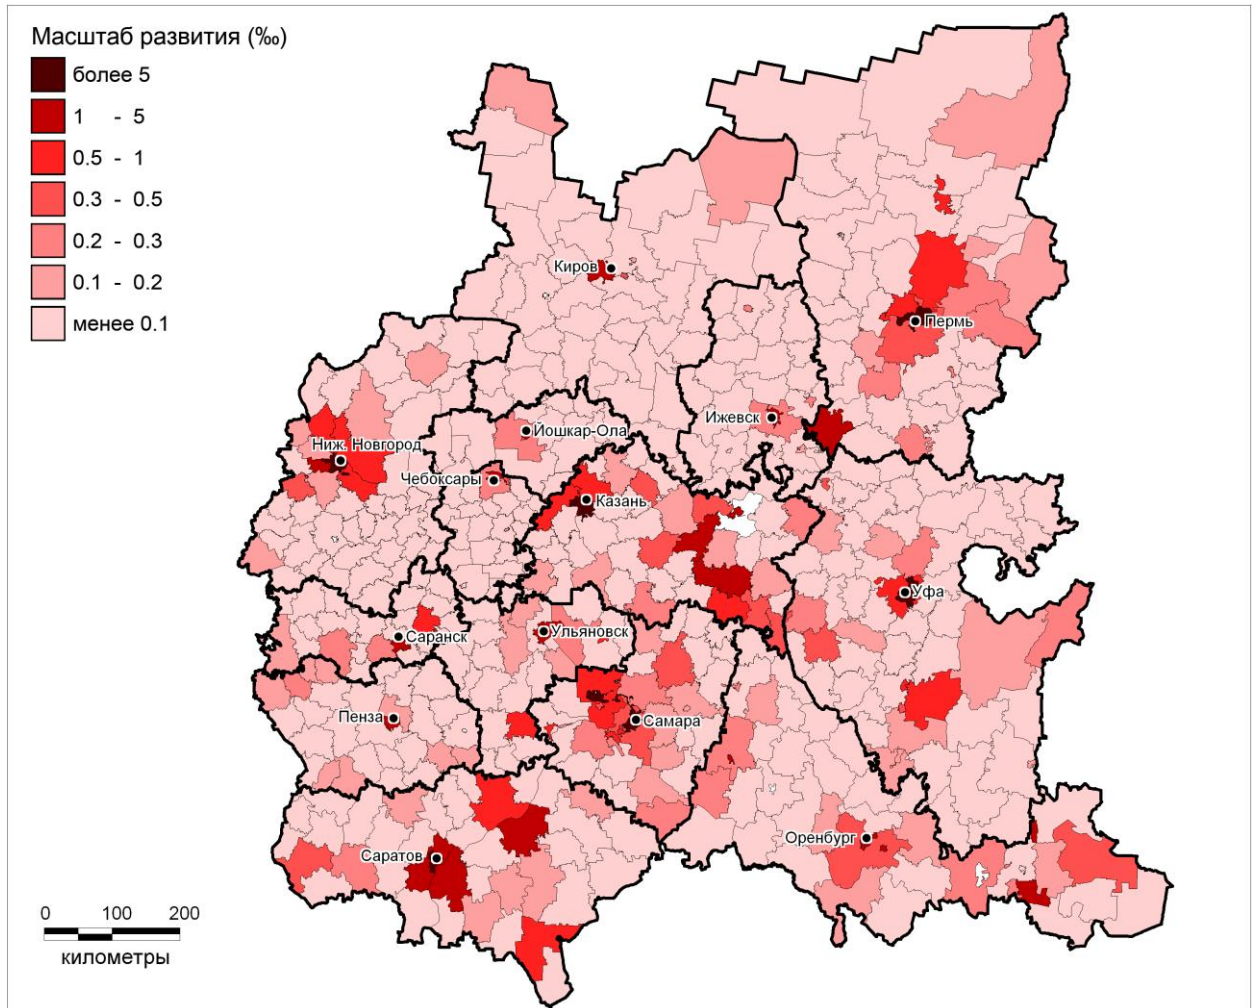 Масштаб развития (‰)
более 5
1 - 5
0.5 - 1
0.3 - 0.5
0.2 - 0.3
0.1 - 0.2
менее 0.1
Киров
Пермь
Ижевск
Йошкар-Ола
Ниж. Новгород
Чебоксары
Казань
Уфа
Саранск
Ульяновск
Пенза
Самара
Оренбург
Саратов
0 100 200
километры